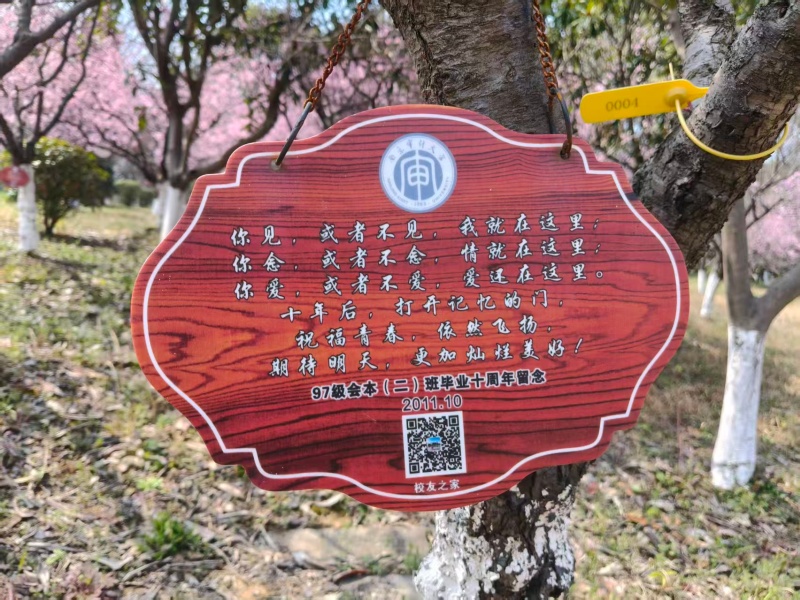 你见，或者不见，我就在这里；
你念，或者不念，情就在这里；
你爱，或者不爱，爱还在这里。
十年后，打开记忆的门，
祝福青春，依然飞扬，
期待明天，更加灿烂美好！
97级会本（二）班毕业十周年留念
2011.10
校友之家
0004